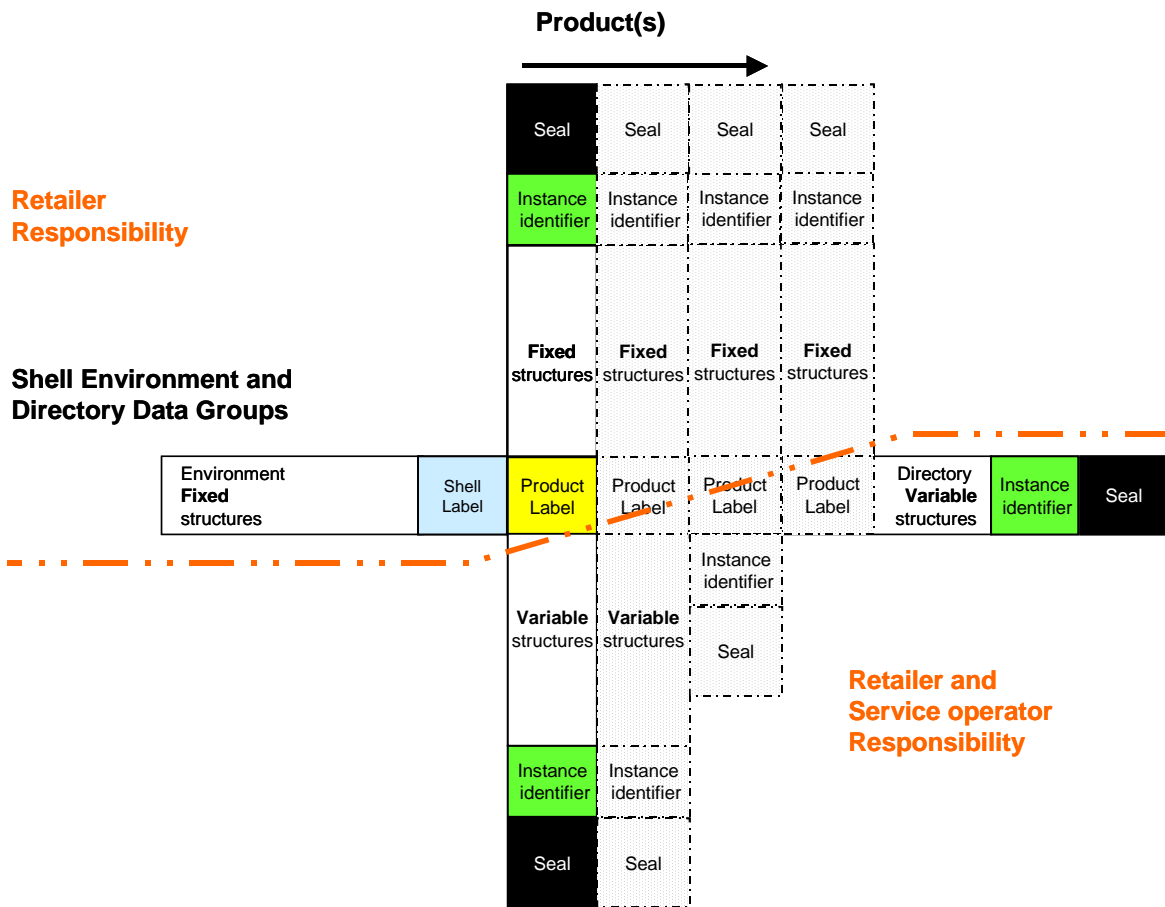 Product(s)
Seal
Seal
Seal
Seal
Retailer
Responsibility
Instance
identifier
Instance
identifier
Instance
identifier
Instance
identifier
Fixed
structures
Fixed
structures
Fixed
structures
Fixed
structures
Shell Environment and
Directory Data Groups
Environment
Fixed
structures
Shell
Label
Product
Label
Product
Label
Product
Label
Product
Label
Directory
Variable
structures
Instance
identifier
Seal
Variable
structures
Variable
structures
Instance
identifier
Seal
Retailer and
Service operator
Responsibility
Instance
identifier
Instance
identifier
Seal
Seal